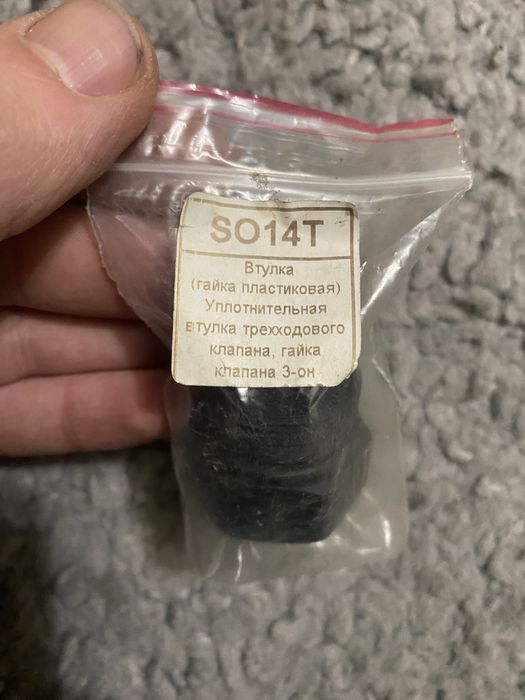 SO14T
Втулка
(гайка пластиковая)
Уплотнительная
втулка трехходового
клапана, гайка
клапана 3-он